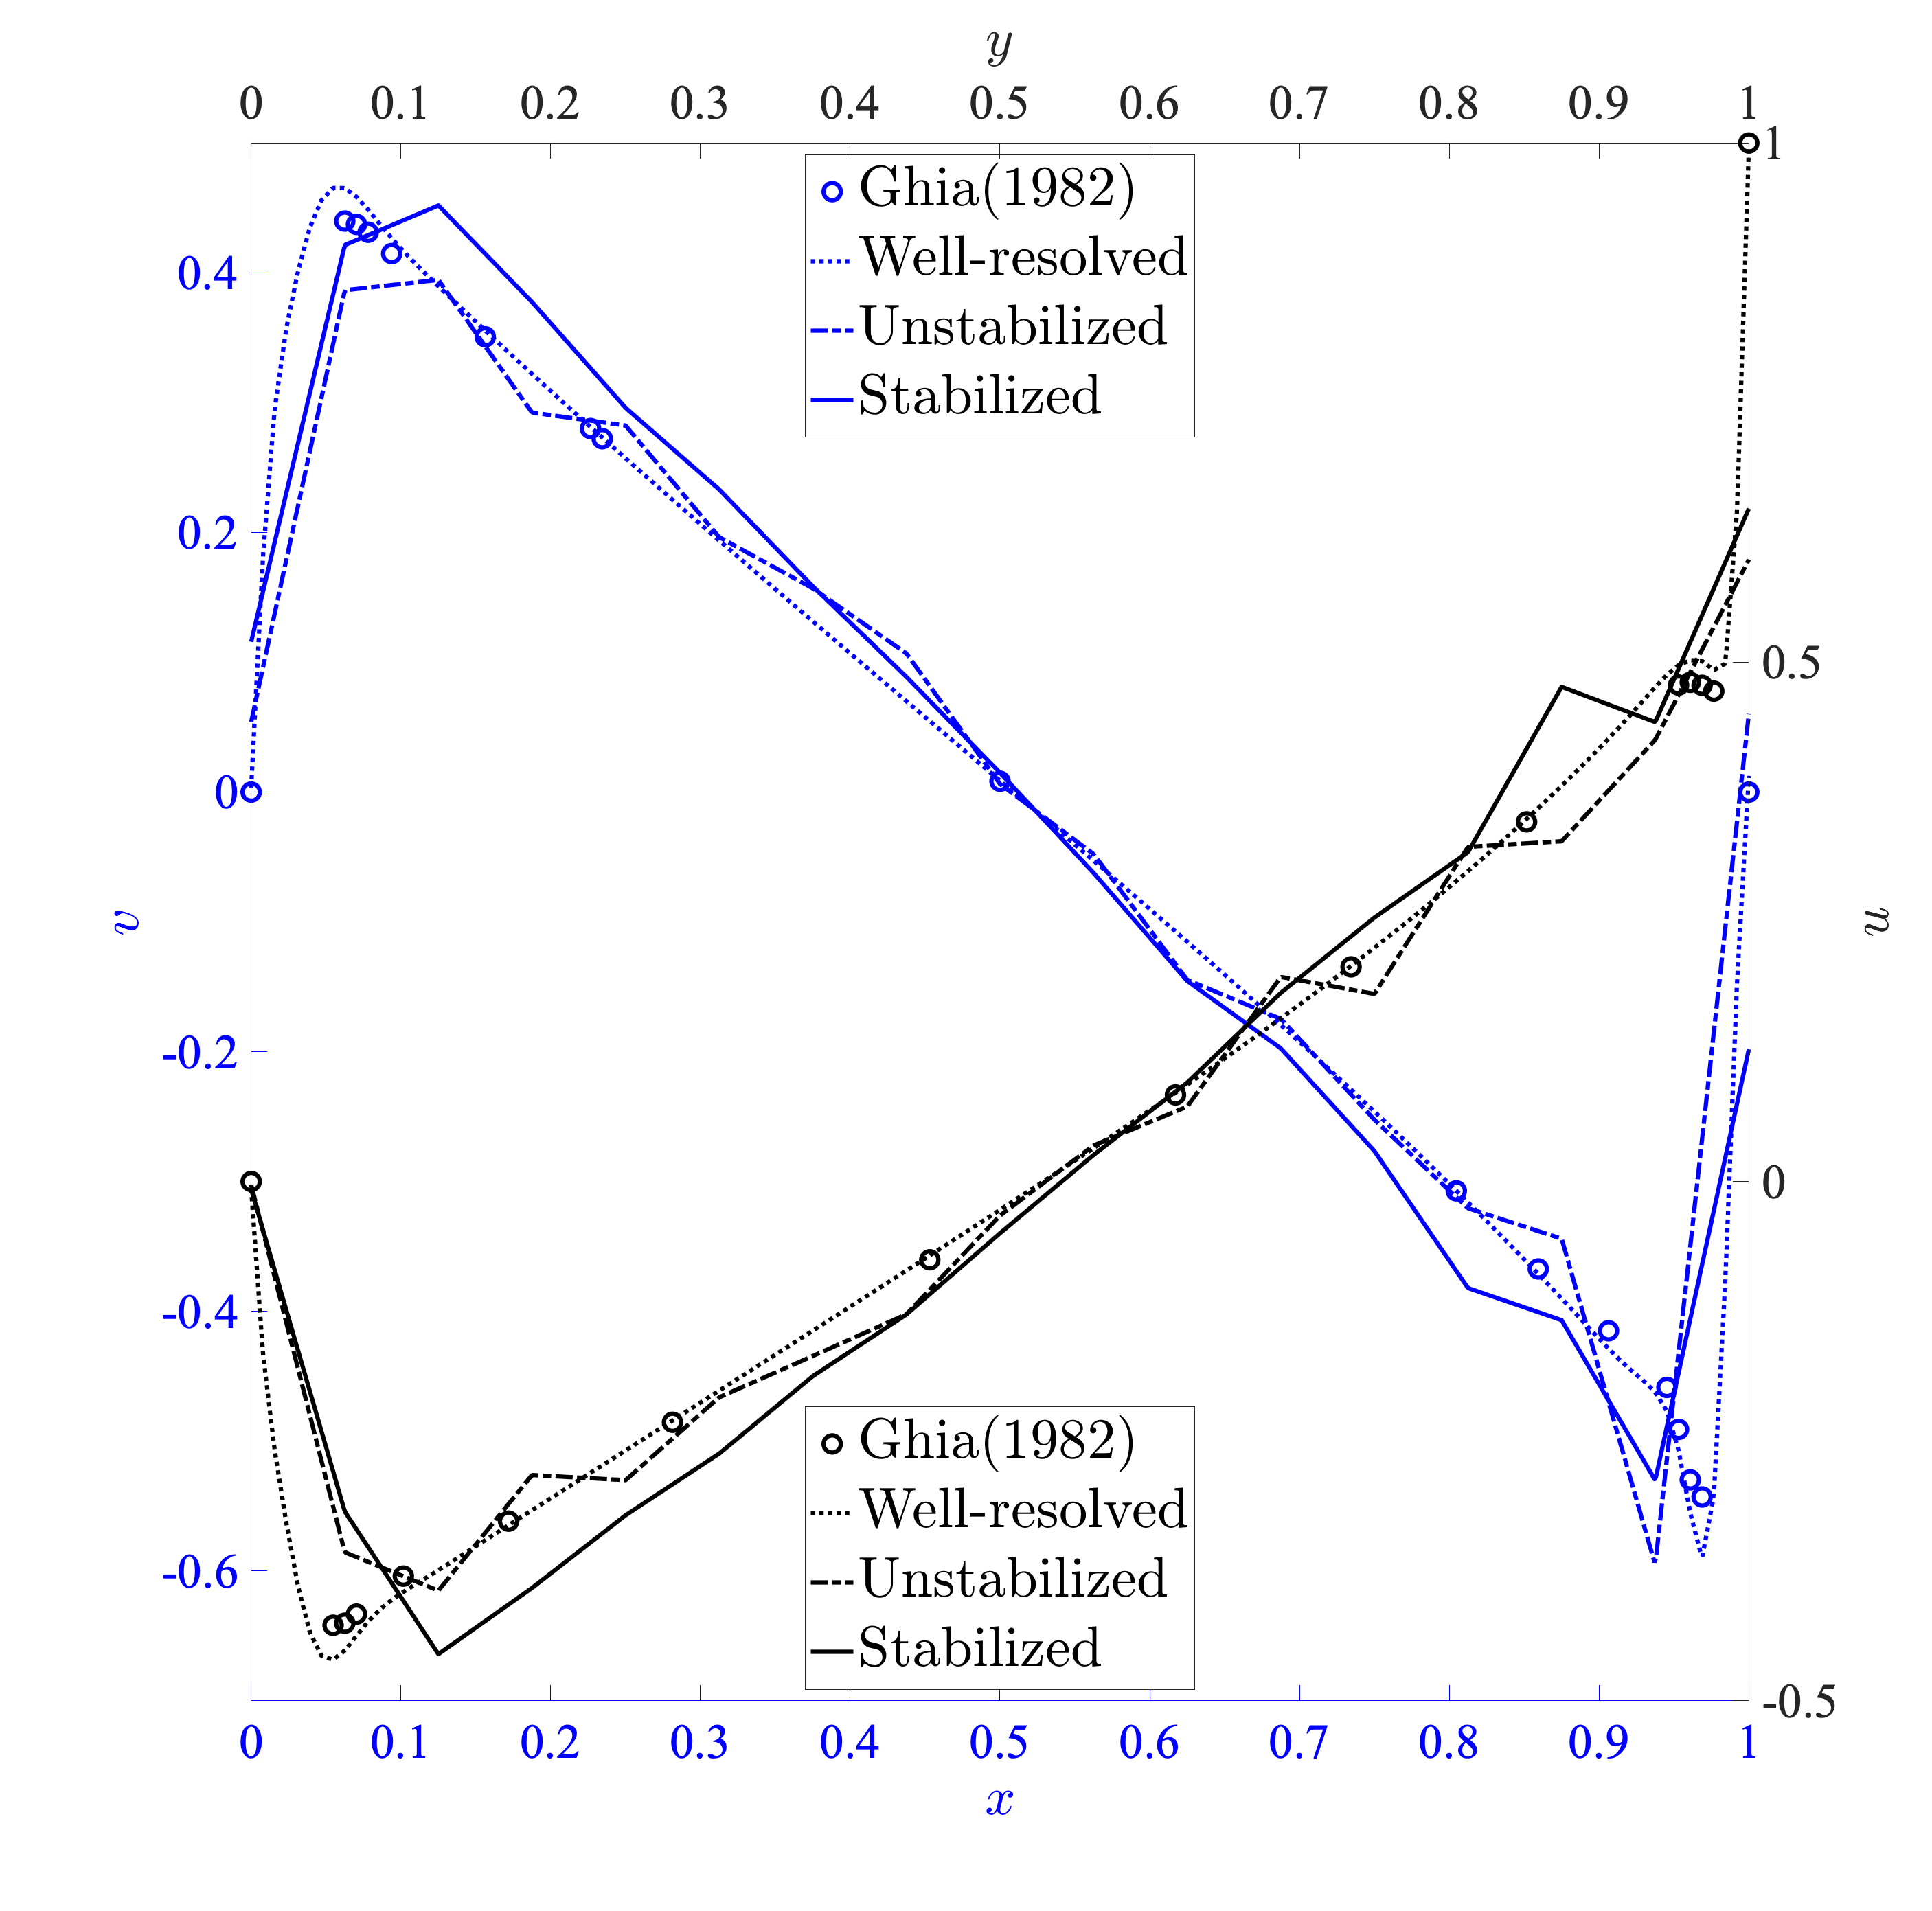 y
0 0.1 0.2 0.3 0.4 0.5 0.6 0.7 0.8 0.9 1
1
Ghia(1982)
Well-resolved
Unstabilized
Stabilized
0.4
0.2
0.5
0
v
u
-0.2
0
-0.4
Ghia(1982)
Well-resolved
Unstabilized
Stabilized
-0.6
-0.5
0 0.1 0.2 0.3 0.4 0.5 0.6 0.7 0.8 0.9 1
x